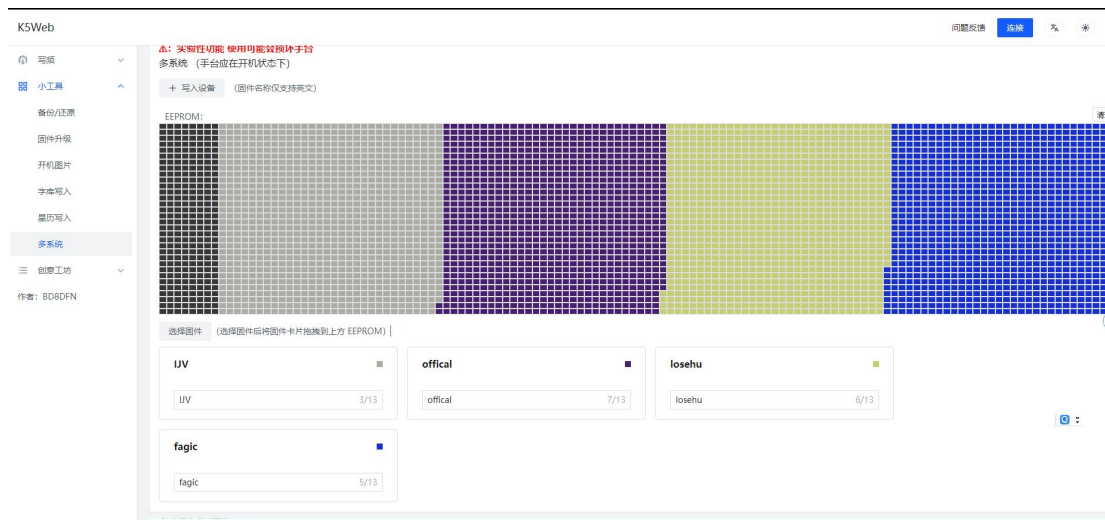 K5Web
问题反馈
连接
写频
小工具
备份/还原
固件升级
开机图片
字库写入
星历写入
多系统
创意工坊
作者：BD8DFN
⚠：实验性功能 使用可能会损坏手台
多系统 （手台应在开机状态下）
+ 写入设备 （固件名称仅支持英文）
EEPROM：
清
选择固件 （选择固件后将固件卡片拖拽到上方 EEPROM）
IJV
IJV 3/13
offical
offical 7/13
losehu
losehu 6/13
fagic
fagic 5/13